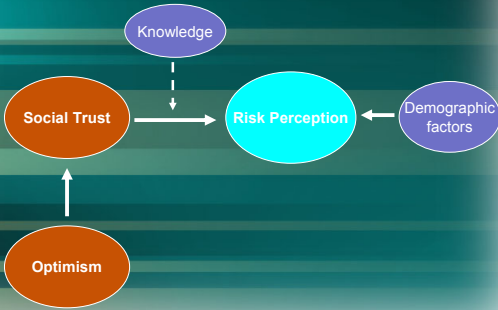 Knowledge
Social Trust
Risk Perception
Demographic
factors
Optimism